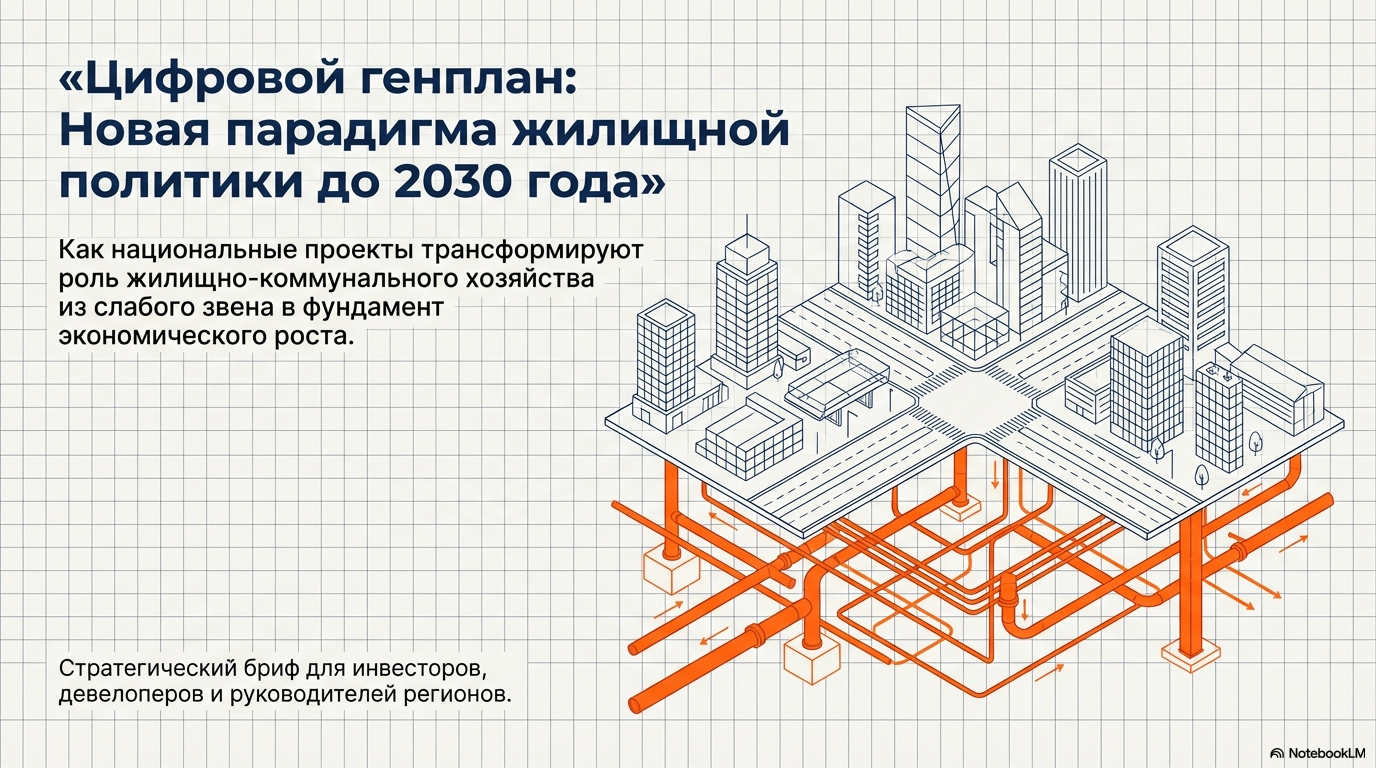 «Цифровой генплан:
Новая парадигма жилищной
политики до 2030 года»
Как национальные проекты трансформируют
роль жилищно-коммунального хозяйства
из слабого звена в фундамент
экономического роста.
Стратегический бриф для инвесторов,
девелоперов и руководителей регионов.
NotebookLM